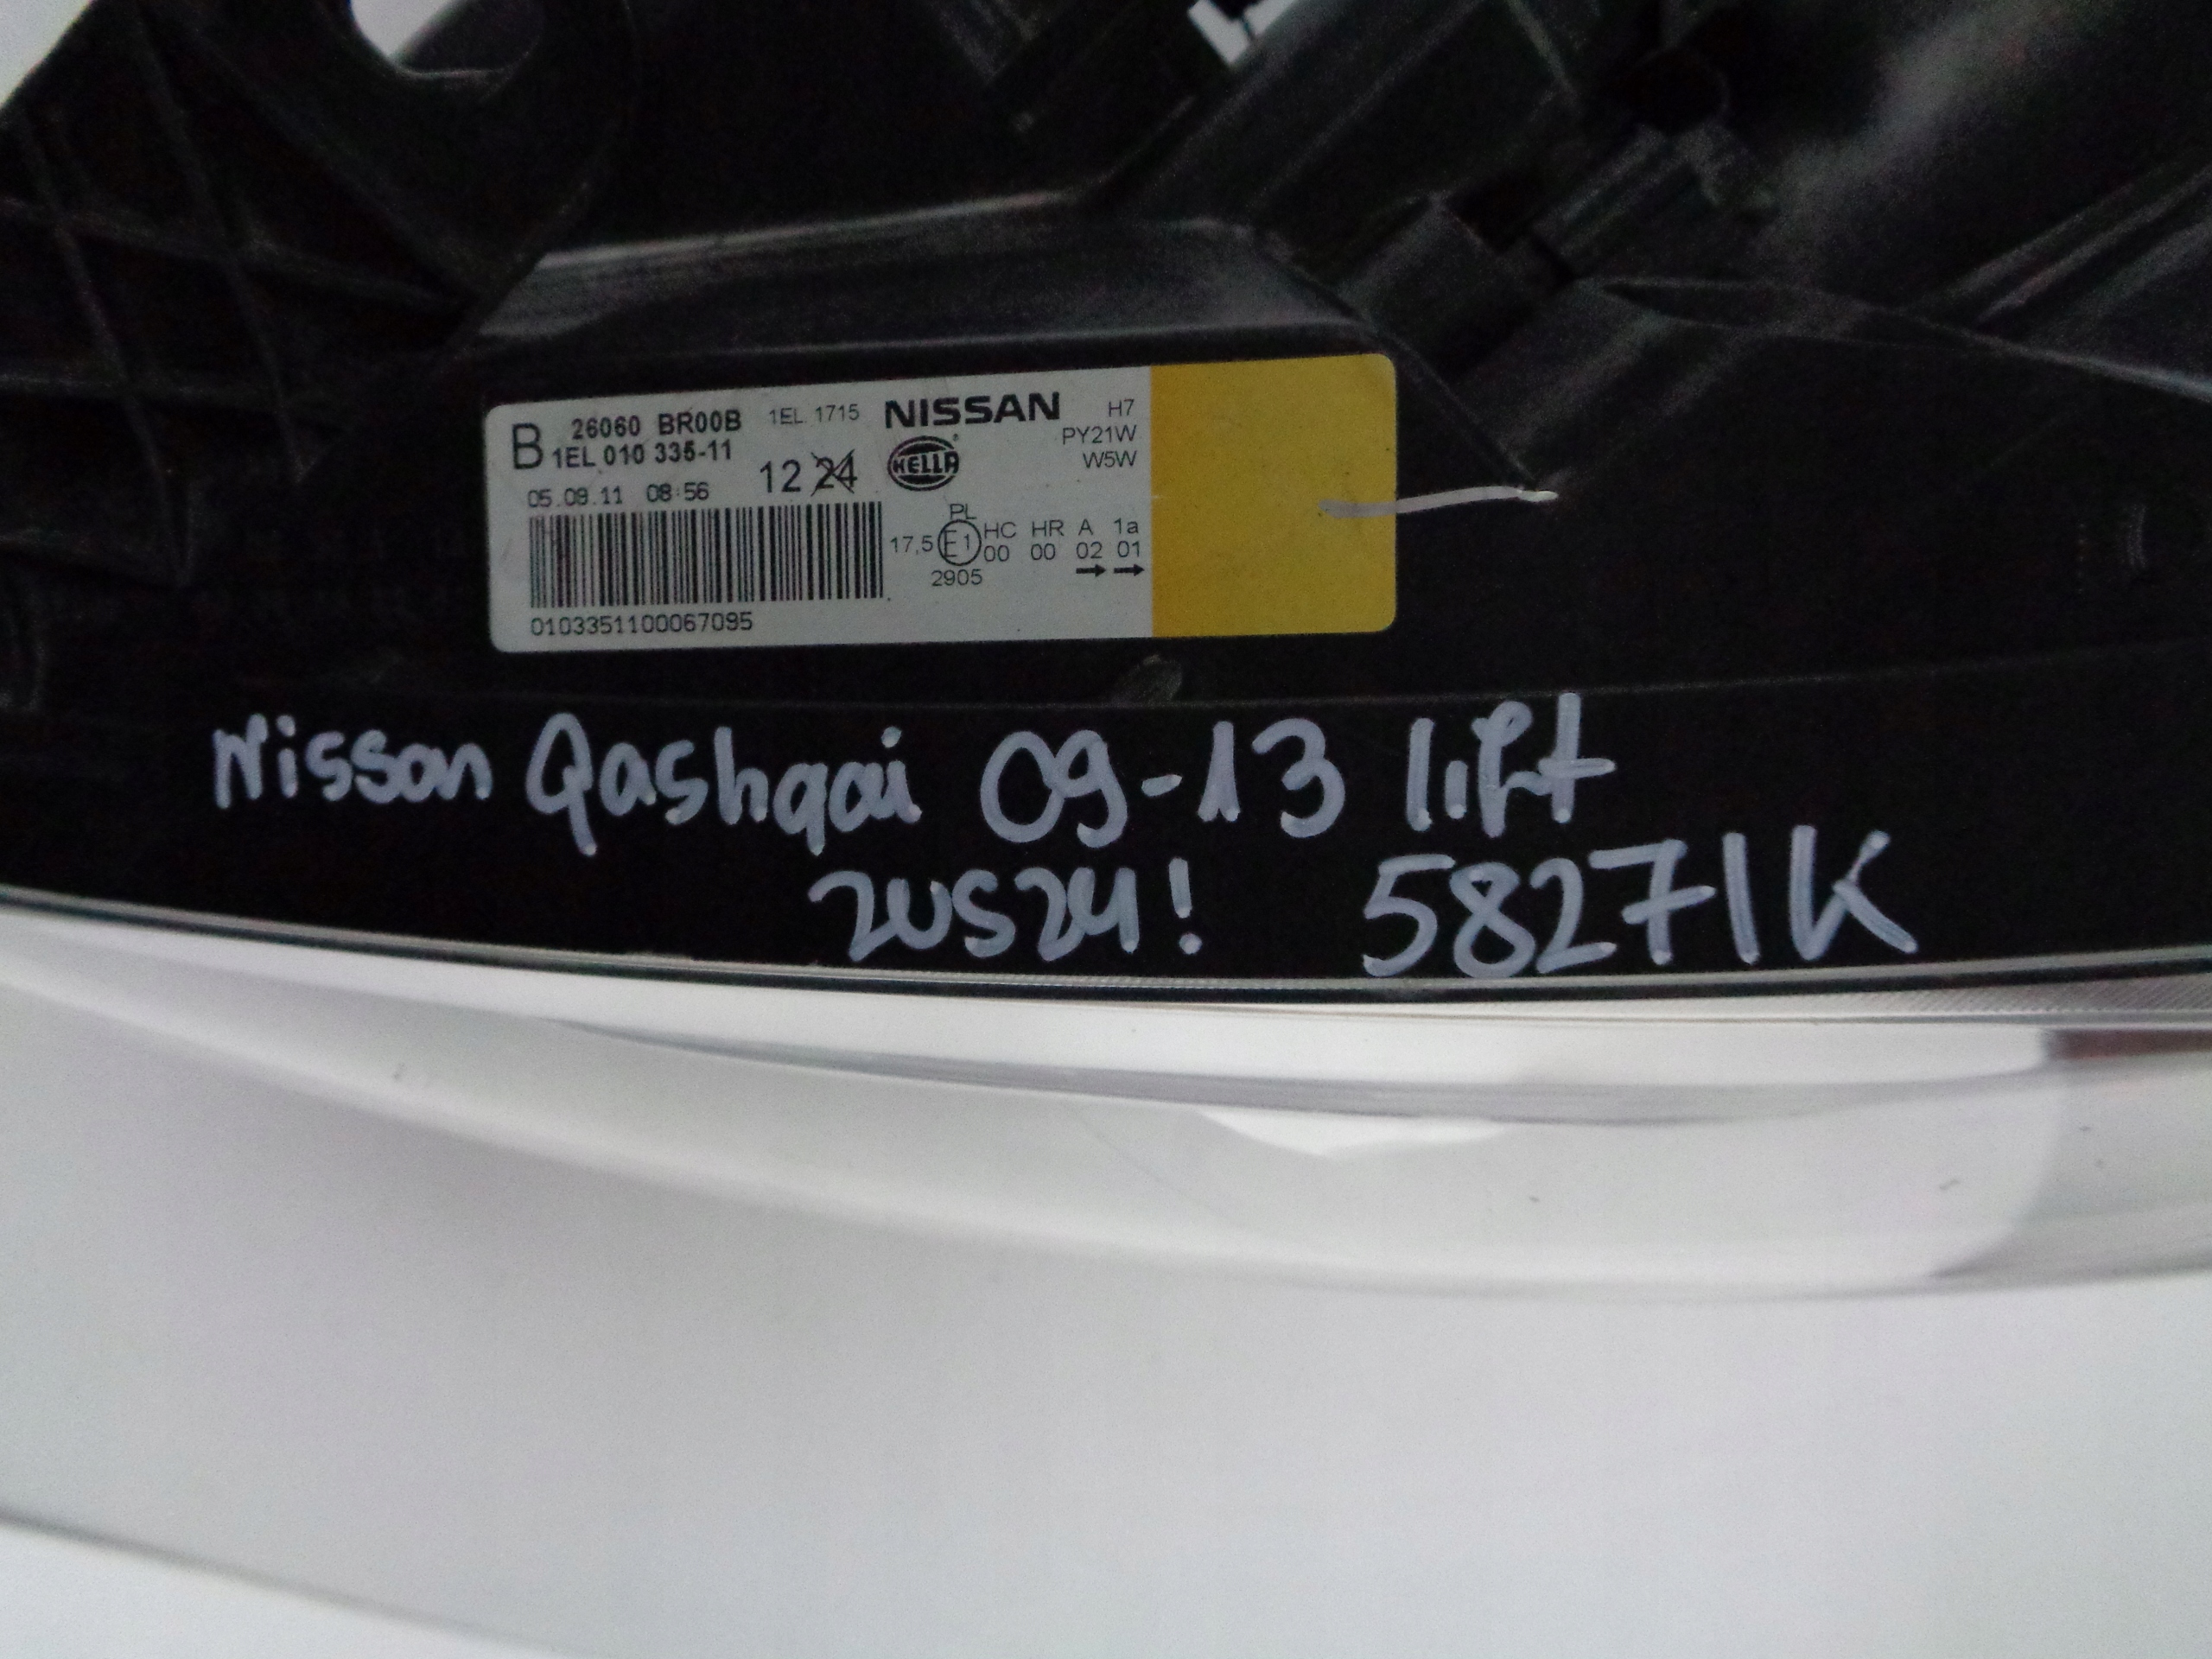 B 26060 BR00B 1EL 1715 NISSAN H7
1EL 010 335-11 PY21W
12 24 HELLA W5W
05.09.11 08:56
PL
17,5 E1 HC HR A 1a
00 00 02 01
2905 → →
0103351100067095
Nissan Qashqai 09-13 lift
58271K